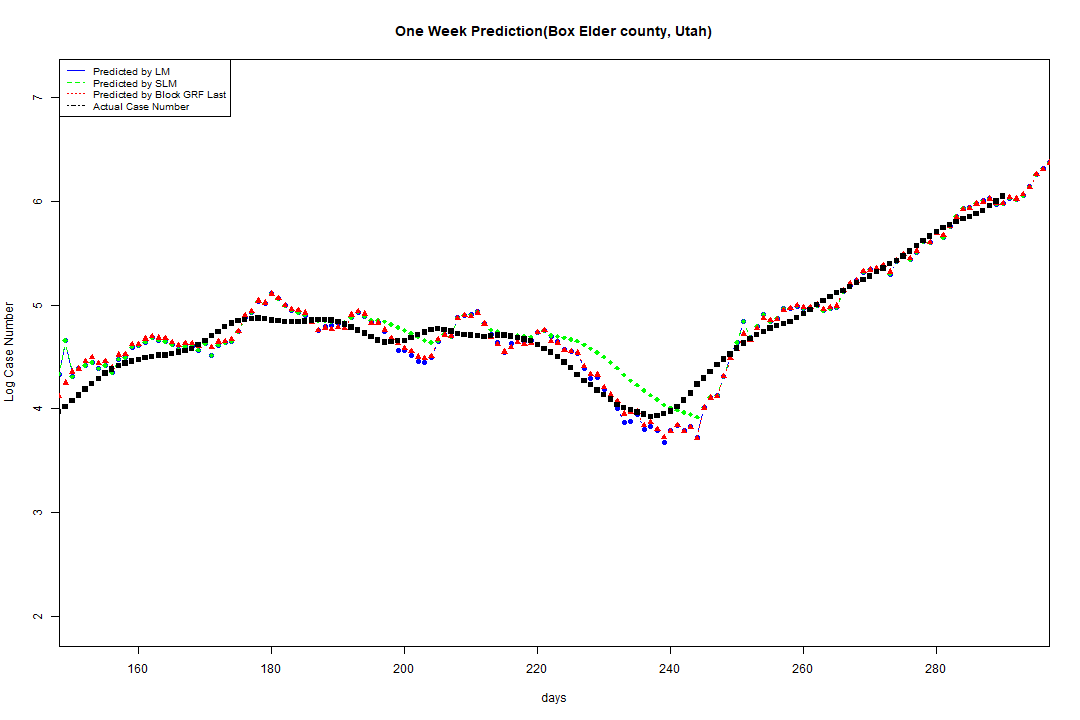 One Week Prediction(Box Elder county, Utah)
Predicted by LM
Predicted by SLM
Predicted by Block GRF Last
Actual Case Number
Log Case Number
7
6
5
4
3
2
160 180 200 220 240 260 280
days